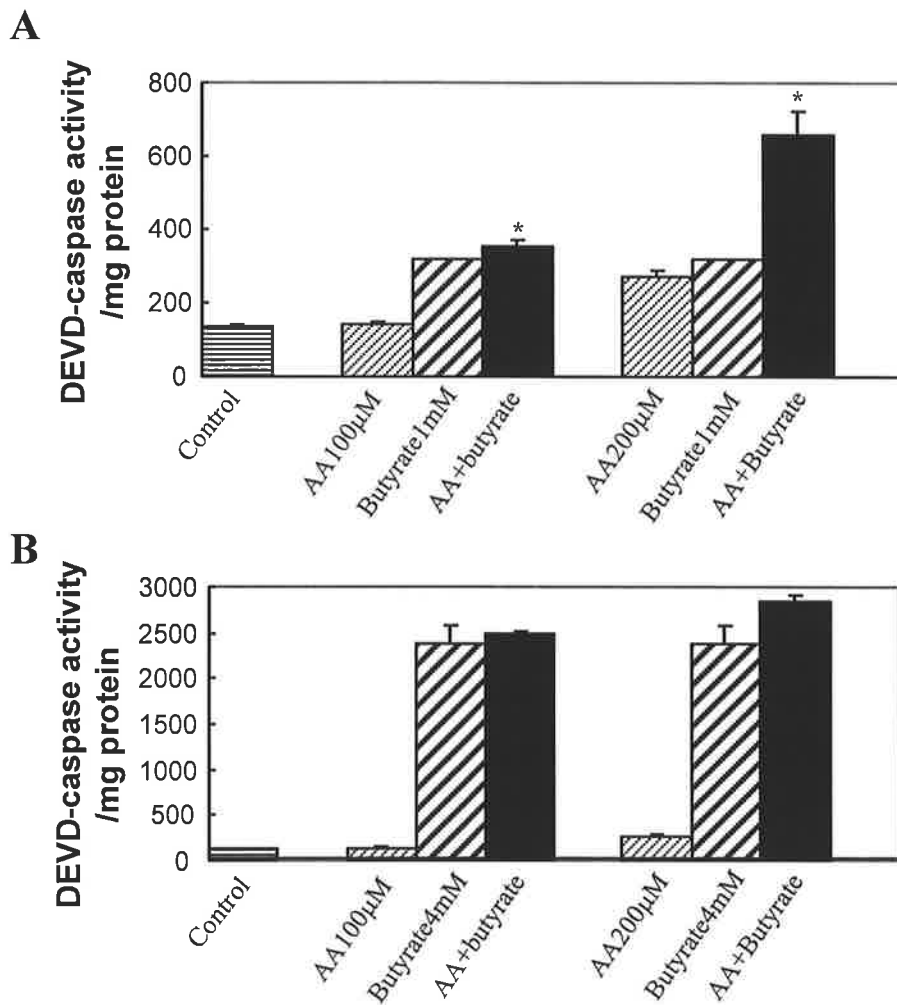 A
DEVD-caspase activity
/mg protein
800
600
400
200
0
*
*
Control
AA100μM
Butyrate1mM
AA+butyrate
AA200μM
Butyrate1mM
AA+Butyrate
B
DEVD-caspase activity
/mg protein
3000
2500
2000
1500
1000
500
0
Control
AA100μM
Butyrate4mM
AA+butyrate
AA200μM
Butyrate4mM
AA+Butyrate